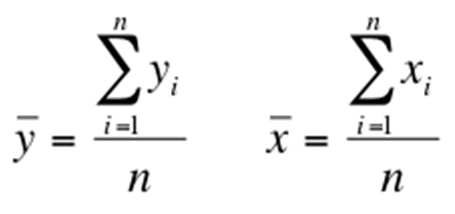 ȳ = (∑_{i=1}^{n} y_i) / n
x̄ = (∑_{i=1}^{n} x_i) / n